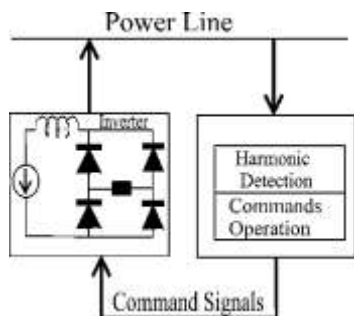 Power Line
Inverter
Harmonic
Detection
Commands
Operation
Command Signals